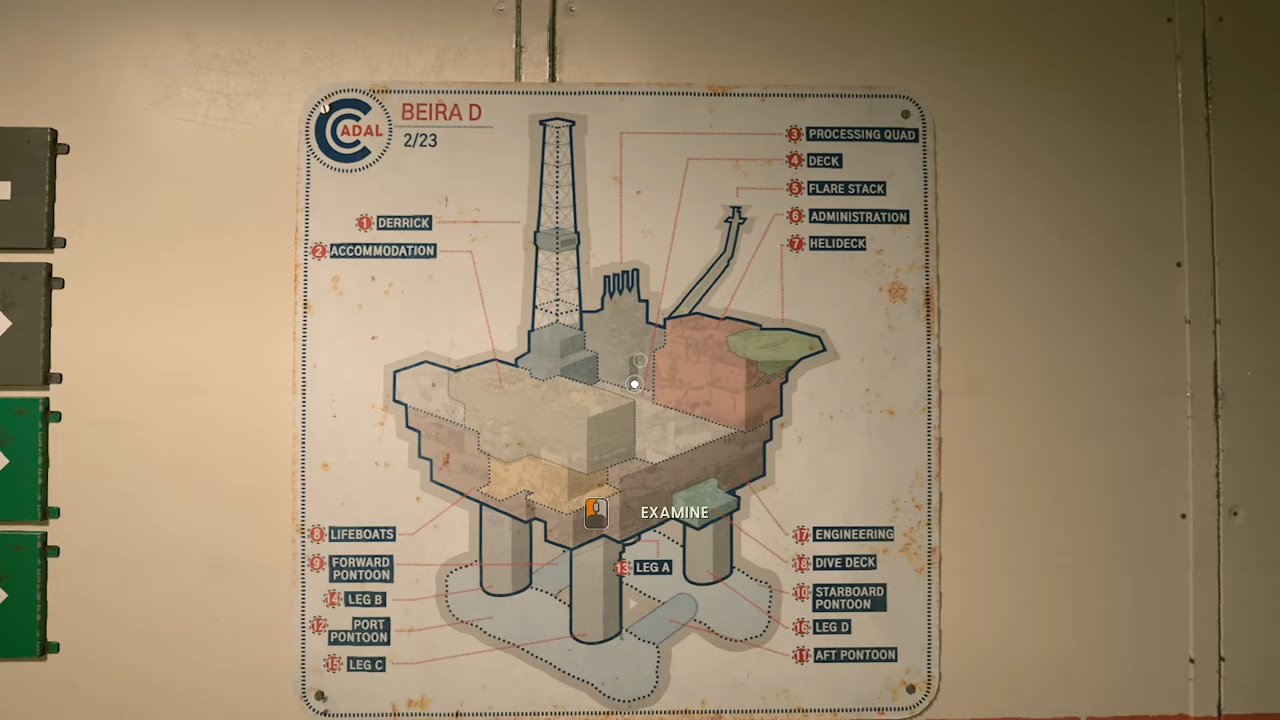 CADAL
BEIRA D
2/23
1 DERRICK
2 ACCOMMODATION
3 PROCESSING QUAD
4 DECK
5 FLARE STACK
6 ADMINISTRATION
7 HELIDECK
EXAMINE
8 LIFEBOATS
9 FORWARD
PONTOON
14 LEG B
12 PORT
PONTOON
15 LEG C
13 LEG A
17 ENGINEERING
18 DIVE DECK
10 STARBOARD
PONTOON
16 LEG D
11 AFT PONTOON